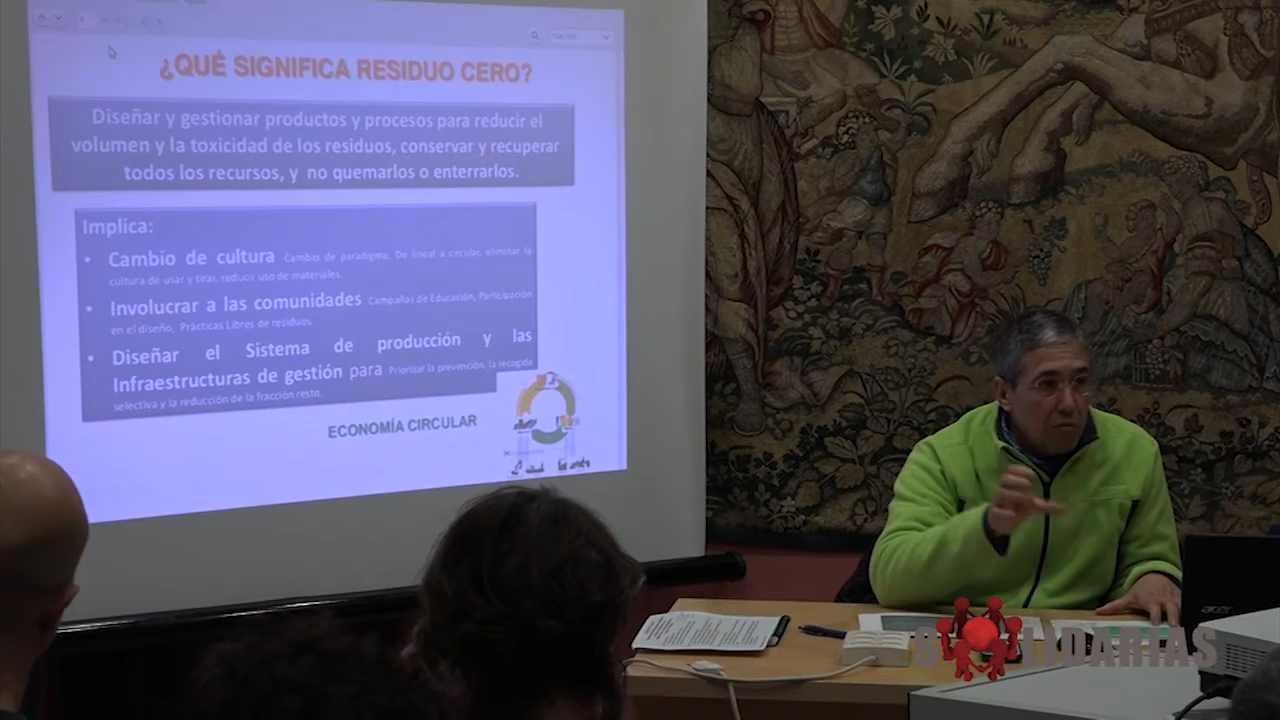 ¿QUÉ SIGNIFICA RESIDUO CERO?
Diseñar y gestionar productos y procesos para reducir el
volumen y la toxicidad de los residuos, conservar y recuperar
todos los recursos, y no quemarlos o enterrarlos.
Implica:
• Cambio de cultura Cambio de paradigma, De lineal a circular, eliminar la
cultura de usar y tirar, reducir uso de materiales.
• Involucrar a las comunidades Campañas de Educación, Participación
en el diseño, Prácticas Libres de residuos.
• Diseñar el Sistema de producción y las
Infraestructuras de gestión para Priorizar la prevención, la recogida
selectiva y la reducción de la fracción resto.
ECONOMÍA CIRCULAR
acer
SOLIDARIAS